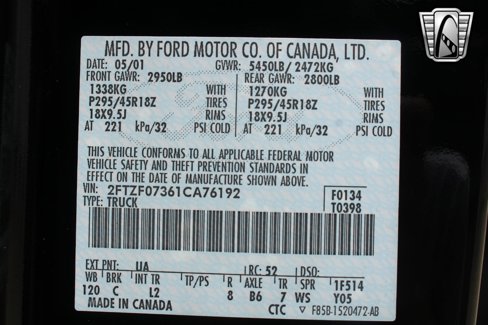 MFD. BY FORD MOTOR CO. OF CANADA, LTD.
DATE: 05/01 GVWR: 5450LB/ 2472KG
FRONT GAWR: 2950LB REAR GAWR: 2800LB
1338KG WITH 1270KG WITH
P295/45R18Z TIRES P295/45R18Z TIRES
18X9.5J RIMS 18X9.5J RIMS
AT 221 kPa/32 PSI COLD AT 221 kPa/32 PSI COLD
THIS VEHICLE CONFORMS TO ALL APPLICABLE FEDERAL MOTOR
VEHICLE SAFETY AND THEFT PREVENTION STANDARDS IN
EFFECT ON THE DATE OF MANUFACTURE SHOWN ABOVE.
VIN: 2FTZF07361CA76192 F0134
TYPE: TRUCK T0398
EXT PNT: UA RC: 52 DSO:
WB BRK INT TR TP/PS R AXLE TR SPR 1F514
120 C L2 8 B6 7 WS Y05
MADE IN CANADA CTC ▽ F85B-1520472-AB